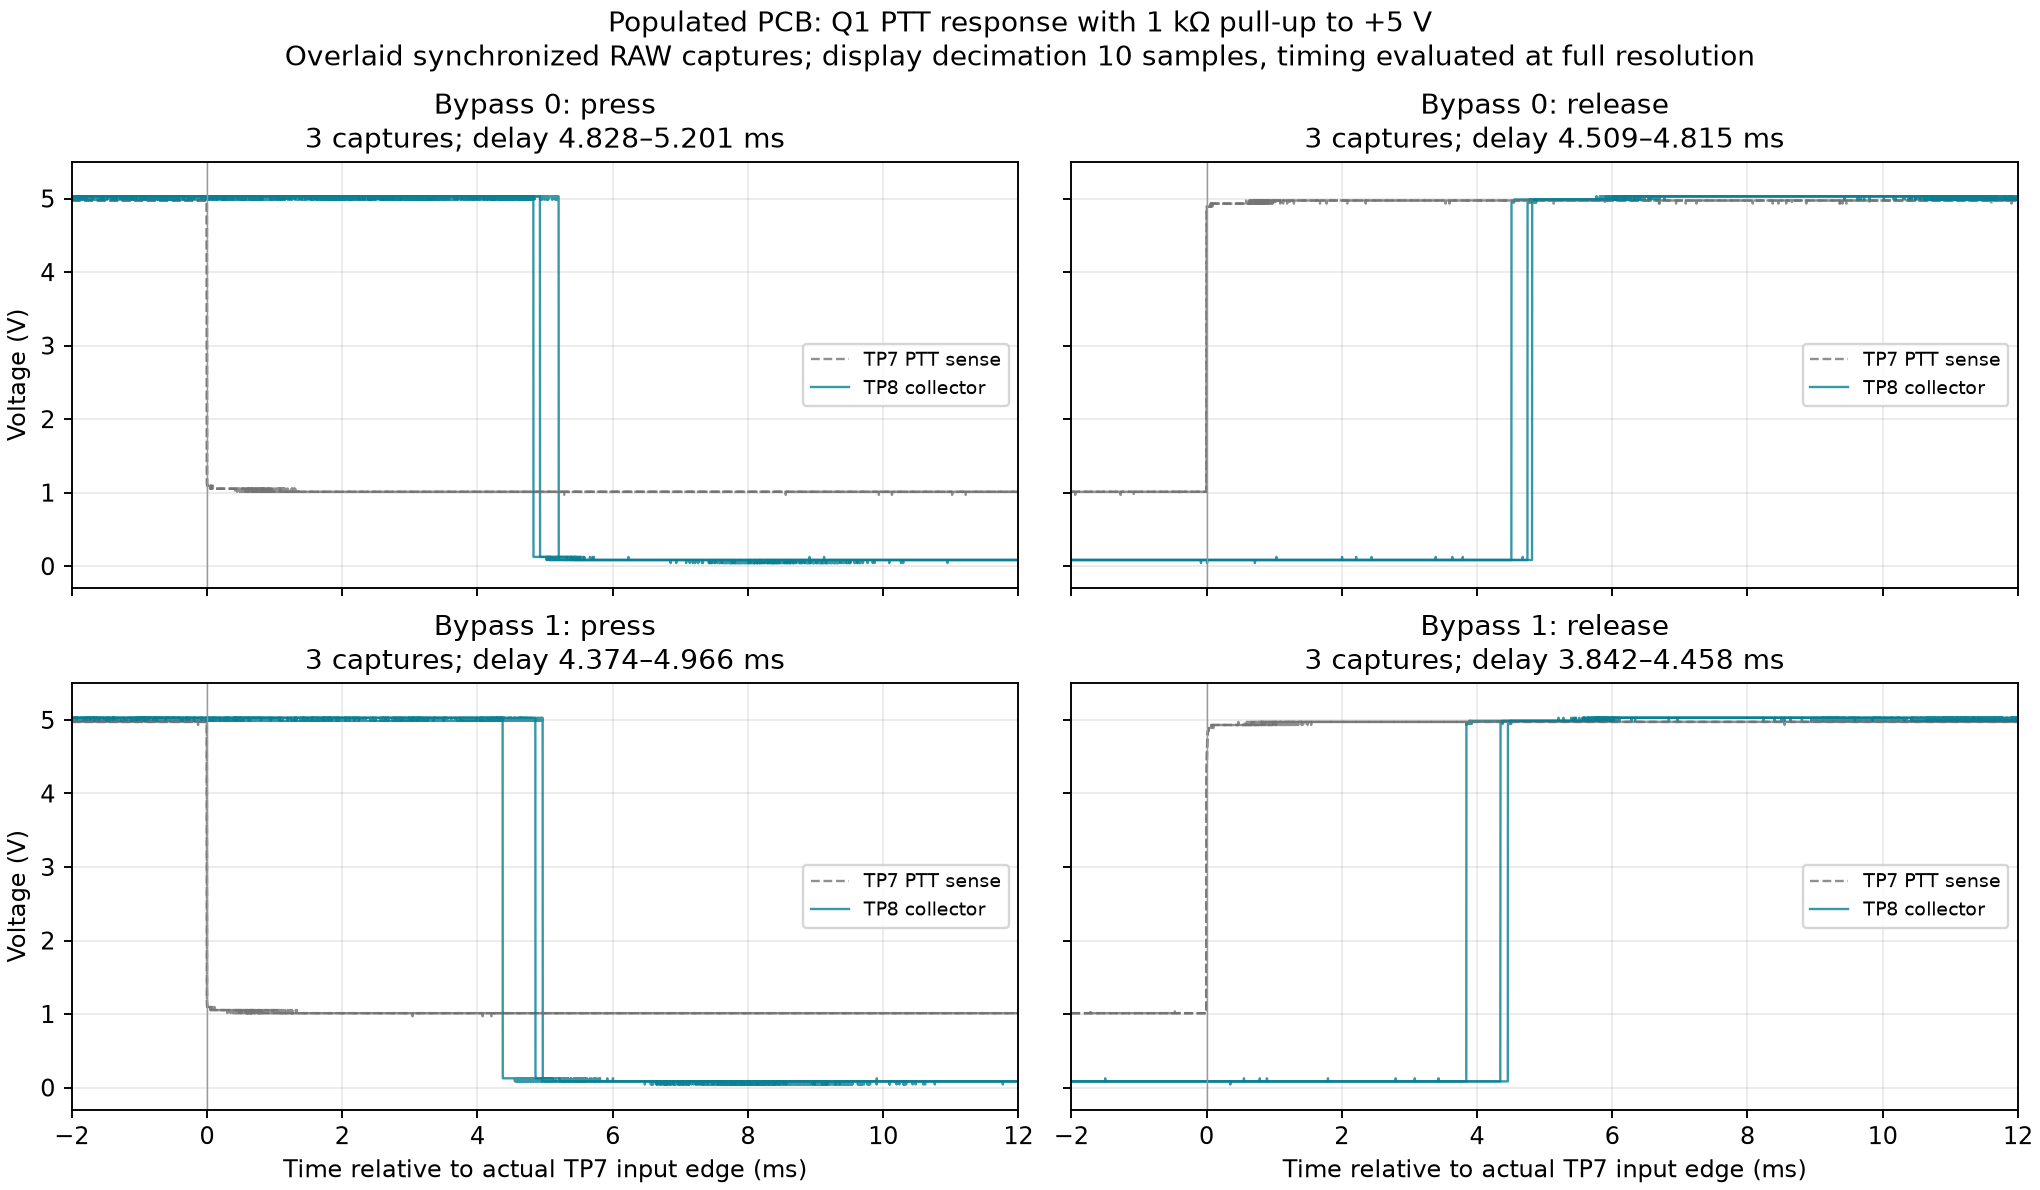 Populated PCB: Q1 PTT response with 1 kΩ pull-up to +5 V
Overlaid synchronized RAW captures; display decimation 10 samples, timing evaluated at full resolution
Bypass 0: press
3 captures; delay 4.828–5.201 ms
Voltage (V)
5
4
3
2
1
0
TP7 PTT sense
TP8 collector
Bypass 0: release
3 captures; delay 4.509–4.815 ms
TP7 PTT sense
TP8 collector
Bypass 1: press
3 captures; delay 4.374–4.966 ms
Voltage (V)
5
4
3
2
1
0
TP7 PTT sense
TP8 collector
−2 0 2 4 6 8 10 12
Time relative to actual TP7 input edge (ms)
Bypass 1: release
3 captures; delay 3.842–4.458 ms
TP7 PTT sense
TP8 collector
−2 0 2 4 6 8 10 12
Time relative to actual TP7 input edge (ms)